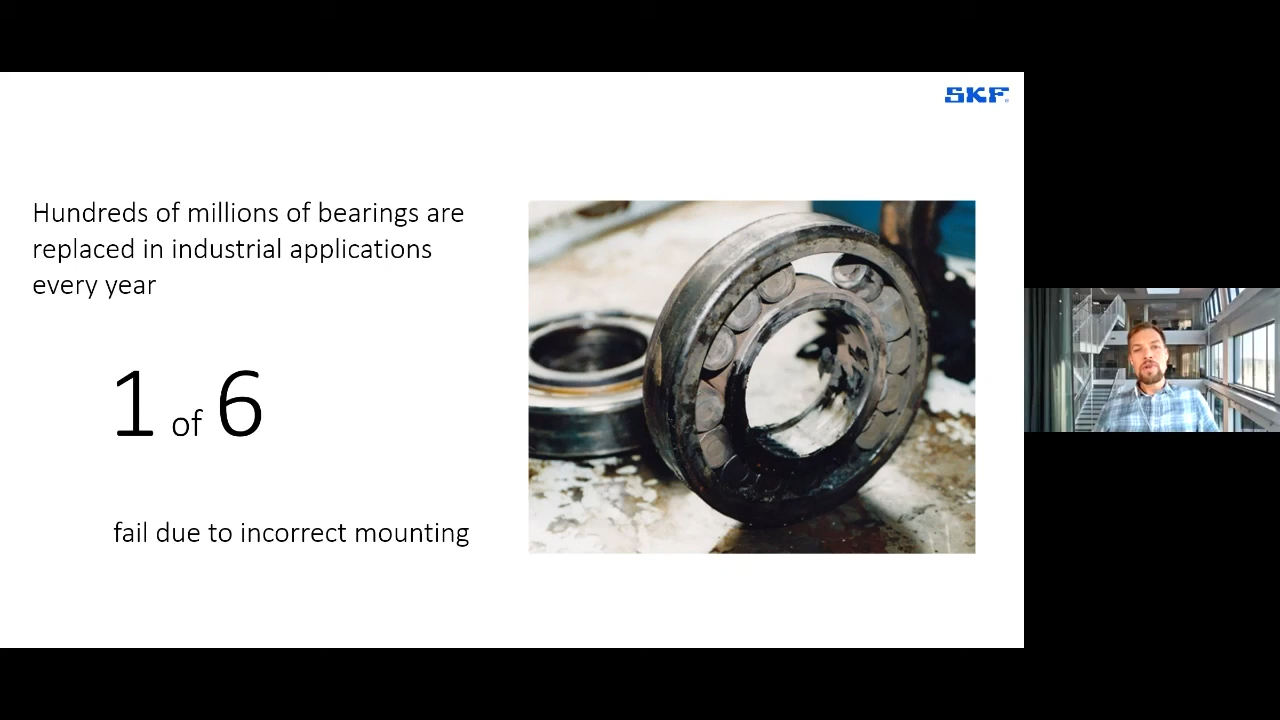 SKF
Hundreds of millions of bearings are
replaced in industrial applications
every year
1 of 6
fail due to incorrect mounting